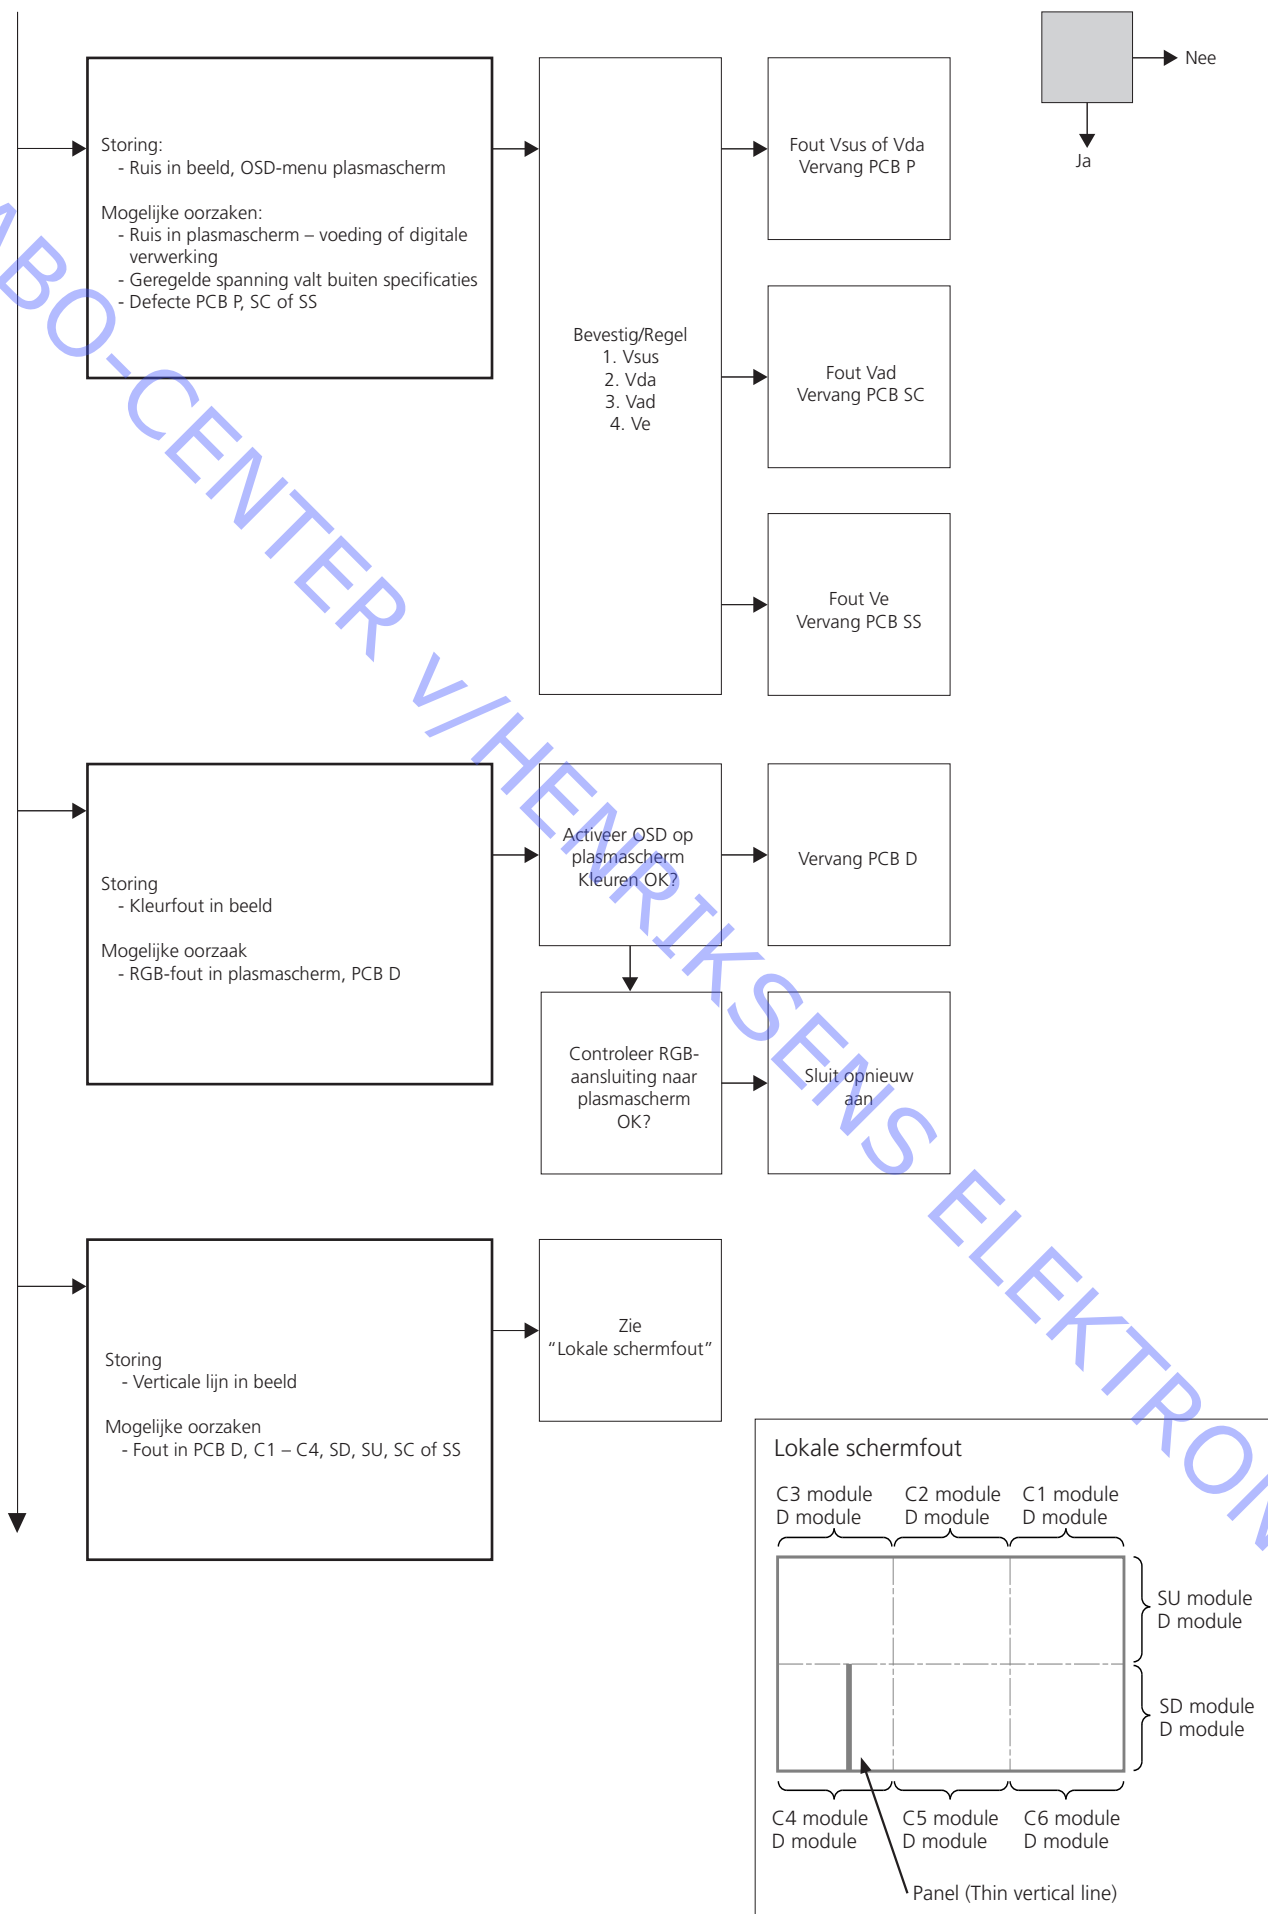 Nee
Ja
Storing:
- Ruis in beeld, OSD-menu plasmascherm
Mogelijke oorzaken:
- Ruis in plasmascherm – voeding of digitale
verwerking
- Geregelde spanning valt buiten specificaties
- Defecte PCB P, SC of SS
Bevestig/Regel
1. Vsus
2. Vda
3. Vad
4. Ve
Fout Vsus of Vda
Vervang PCB P
Fout Vad
Vervang PCB SC
Fout Ve
Vervang PCB SS
Storing
- Kleurfout in beeld
Mogelijke oorzaak
- RGB-fout in plasmascherm, PCB D
Activeer OSD op
plasmascherm
Kleuren OK?
Vervang PCB D
Controleer RGB-
aansluiting naar
plasmascherm
OK?
Sluit opnieuw
aan
Storing
- Verticale lijn in beeld
Mogelijke oorzaken
- Fout in PCB D, C1 – C4, SD, SU, SC of SS
Zie
“Lokale schermfout”
Lokale schermfout
C3 module
D module
C2 module
D module
C1 module
D module
SU module
D module
SD module
D module
C4 module
D module
C5 module
D module
C6 module
D module
Panel (Thin vertical line)
ABO-CENTER v/HENRIKSENS ELEKTRON